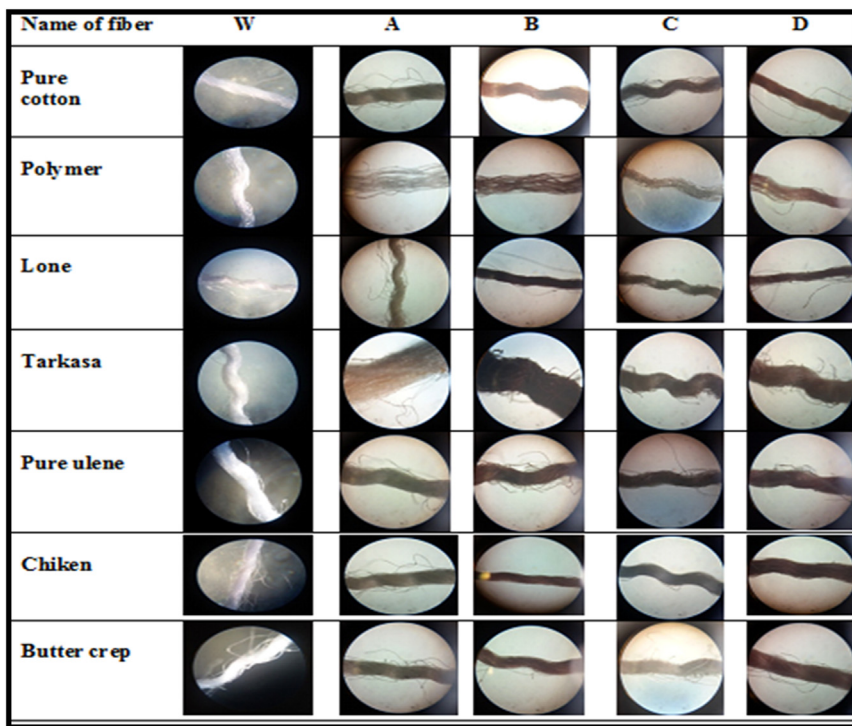 Name of fiber W A B C D
Pure
cotton
Polymer
Lone
Tarkasa
Pure ulene
Chiken
Butter crep